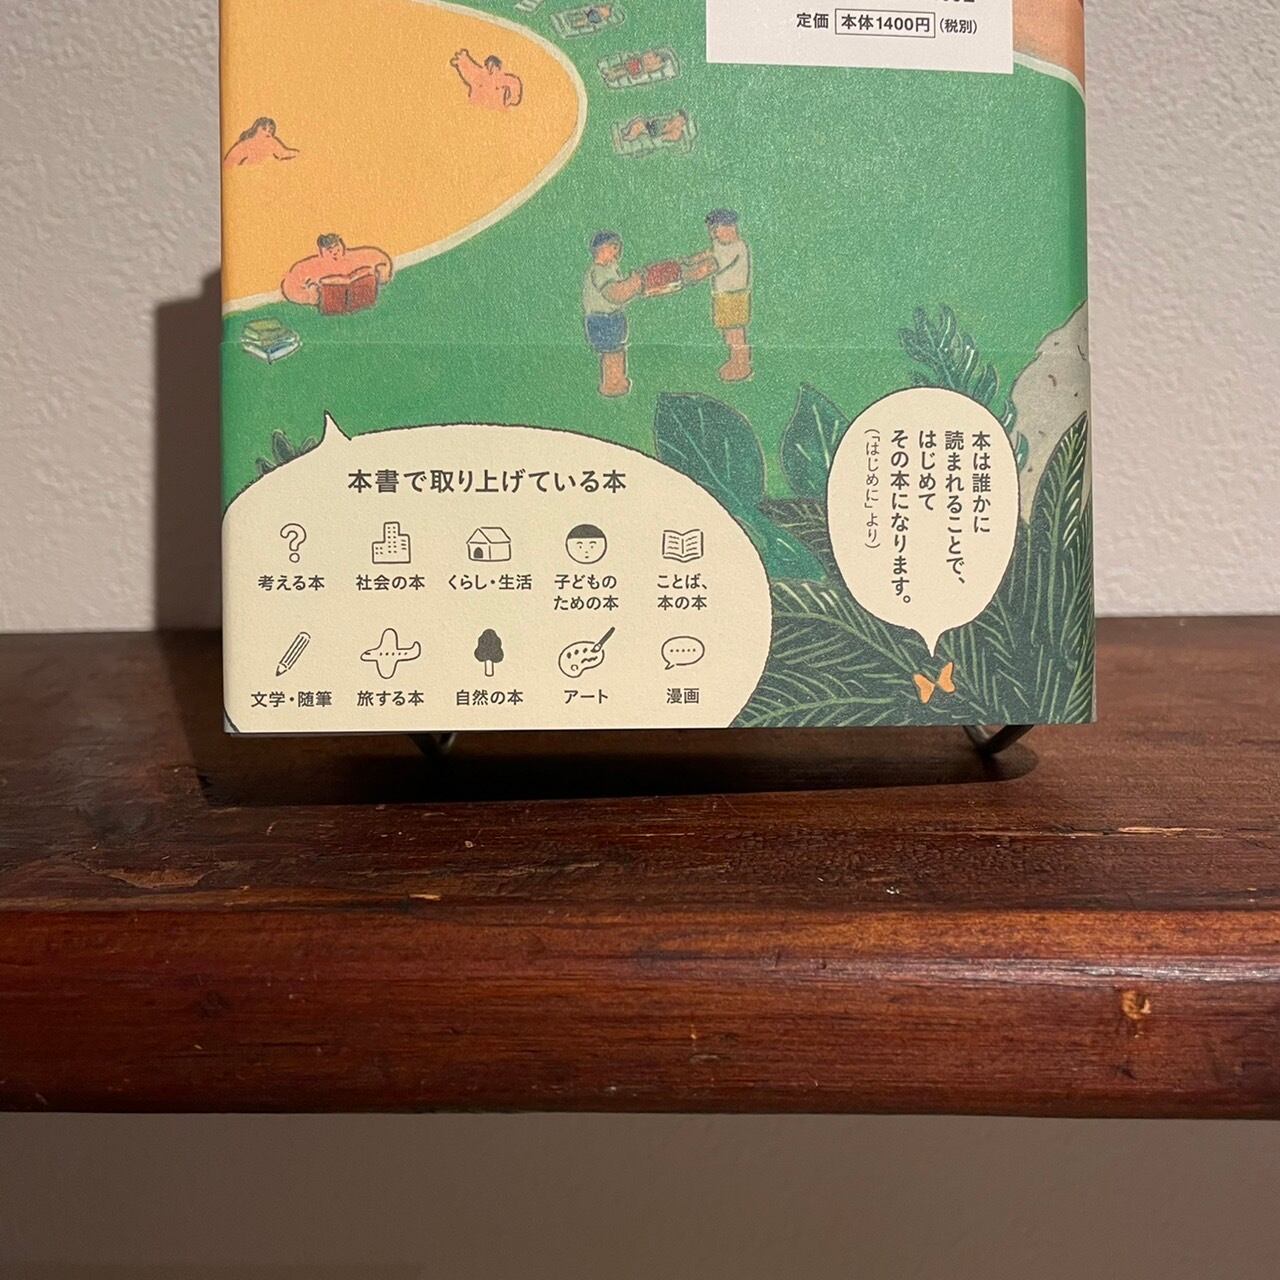 定価 本体1400円 (税別)
本書で取り上げている本
考える本
社会の本
くらし・生活
子どもの
ための本
ことば、
本の本
文学・随筆
旅する本
自然の本
アート
漫画
本は誰かに
読まれることで、
はじめて
その本になります。
(「はじめに」より)